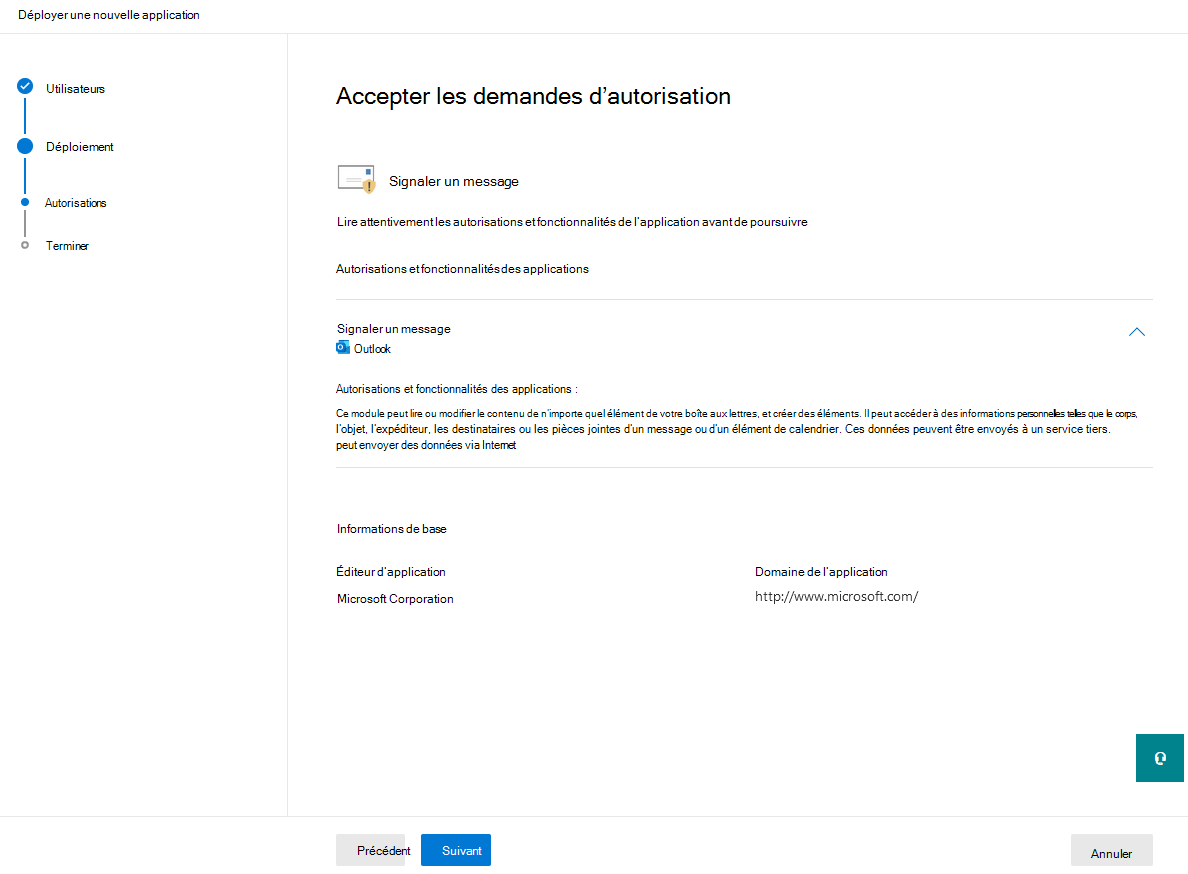 Déployer une nouvelle application
Utilisateurs
Déploiement
Autorisations
Terminer
Accepter les demandes d’autorisation
Signaler un message
Lire attentivement les autorisations et fonctionnalités de l’application avant de poursuivre
Autorisations et fonctionnalités des applications
Signaler un message
Outlook
Autorisations et fonctionnalités des applications :
Ce module peut lire ou modifier le contenu de n’importe quel élément de votre boîte aux lettres, et créer des éléments. Il peut accéder à des informations personnelles telles que le corps,
l’objet, l’expéditeur, les destinataires ou les pièces jointes d’un message ou d’un élément de calendrier. Ces données peuvent être envoyés à un service tiers.
peut envoyer des données via Internet
Informations de base
Éditeur d’application
Domaine de l’application
Microsoft Corporation
http://www.microsoft.com/
Précédent
Suivant
Annuler